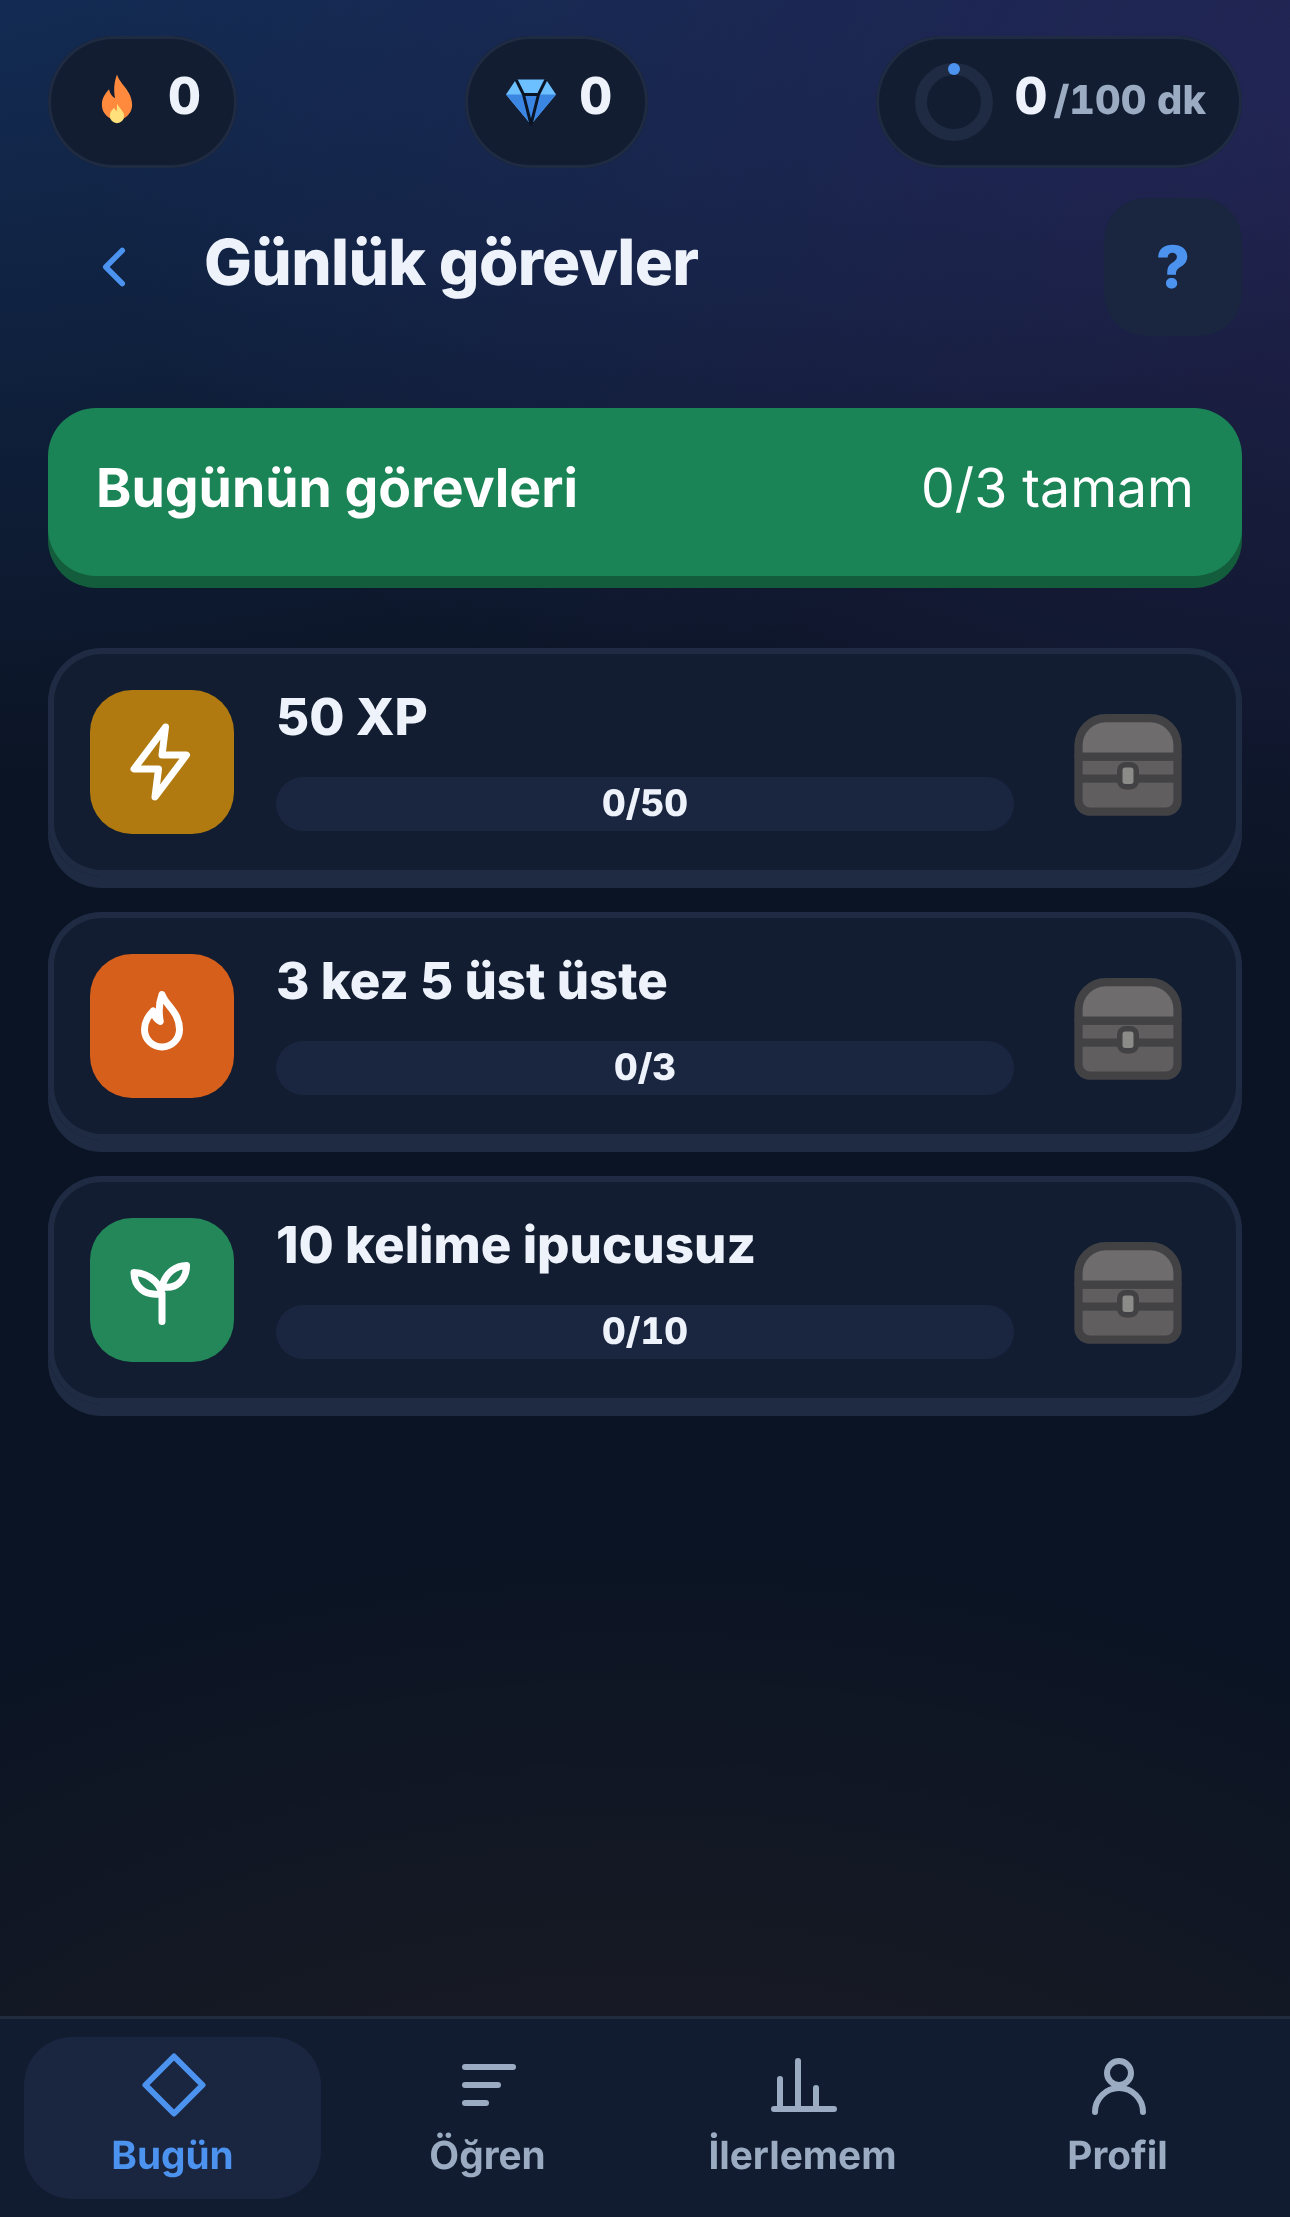 0
0
0/100 dk
Günlük görevler
?
Bugünün görevleri
0/3 tamam
50 XP
0/50
3 kez 5 üst üste
0/3
10 kelime ipucusuz
0/10
Bugün
Öğren
İlerlemem
Profil